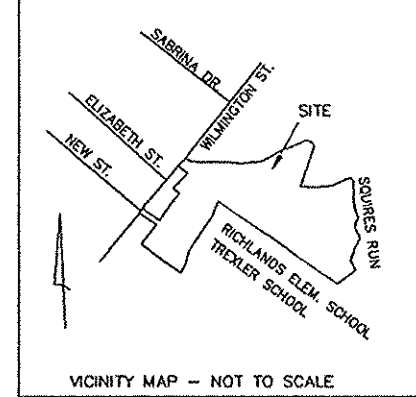 SABRINA DR.
WILMINGTON ST.
SITE
ELIZABETH ST.
NEW ST.
SQUIRES RUN
RICHLANDS ELEM. SCHOOL
TREXLER SCHOOL
VICINITY MAP - NOT TO SCALE